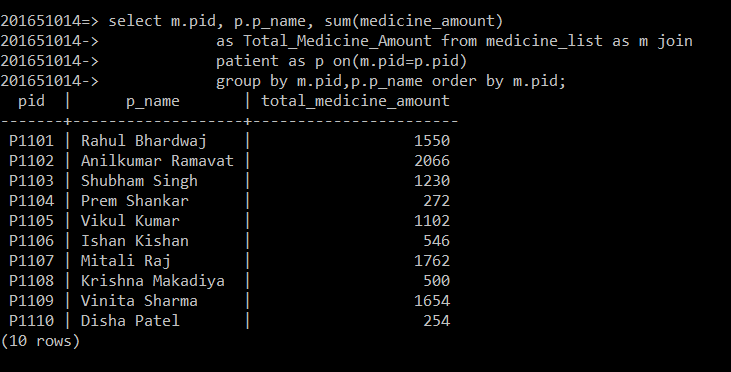 201651014=> select m.pid, p.p_name, sum(medicine_amount)
201651014->             as Total_Medicine_Amount from medicine_list as m join
201651014->             patient as p on(m.pid=p.pid)
201651014->             group by m.pid,p.p_name order by m.pid;
  pid  |      p_name       | total_medicine_amount
-------+-------------------+-----------------------
 P1101 | Rahul Bhardwaj    |                  1550
 P1102 | Anilkumar Ramavat |                  2066
 P1103 | Shubham Singh     |                  1230
 P1104 | Prem Shankar      |                   272
 P1105 | Vikul Kumar       |                  1102
 P1106 | Ishan Kishan      |                   546
 P1107 | Mitali Raj        |                  1762
 P1108 | Krishna Makadiya  |                   500
 P1109 | Vinita Sharma     |                  1654
 P1110 | Disha Patel       |                   254
(10 rows)